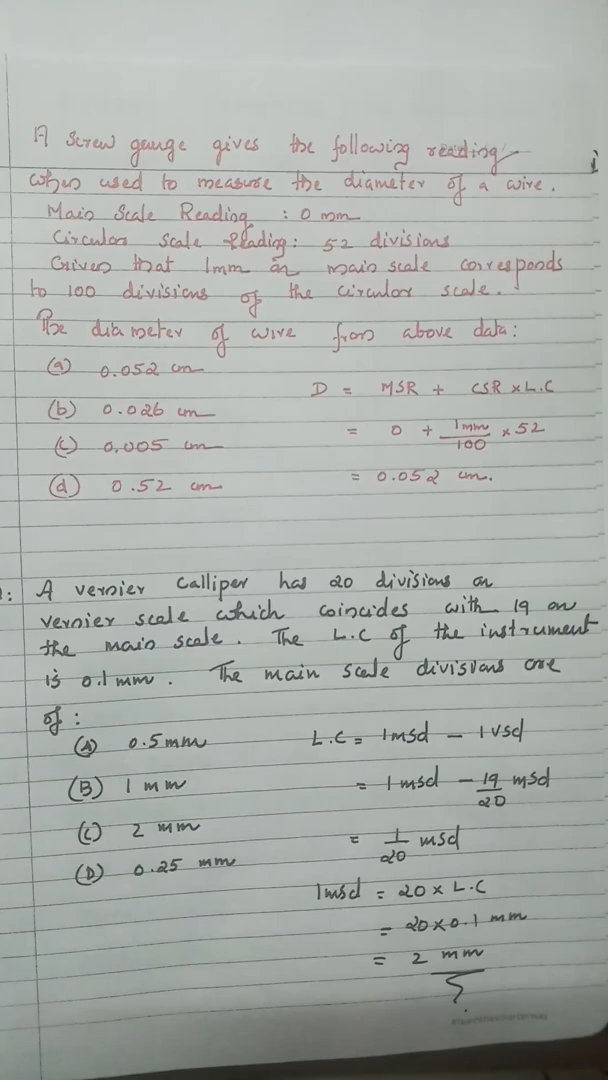 A Screw gauge gives the following reading
when used to measure the diameter of a wire.
Main Scale Reading : 0 mm
Circular Scale Reading : 52 divisions
Given that 1mm on main scale corresponds
to 100 divisions of the circular scale.
The diameter of wire from above data :
(a) 0.052 cm
D = MSR + CSR x L.C
(b) 0.026 cm
= 0 + 1mm/100 x 52
(c) 0.005 cm
(d) 0.52 cm
= 0.052 cm.
: A vernier Calliper has 20 divisions on
vernier scale which coincides with 19 on
the main scale. The L.C of the instrument
is 0.1 mm. The main scale divisions are
of :
(A) 0.5 mm
L.C = 1msd - 1vsd
(B) 1 mm
= 1msd - 19/20 msd
(C) 2 mm
= 1/20 msd
(D) 0.25 mm
1msd = 20 x L.C
= 20 x 0.1 mm
= 2 mm